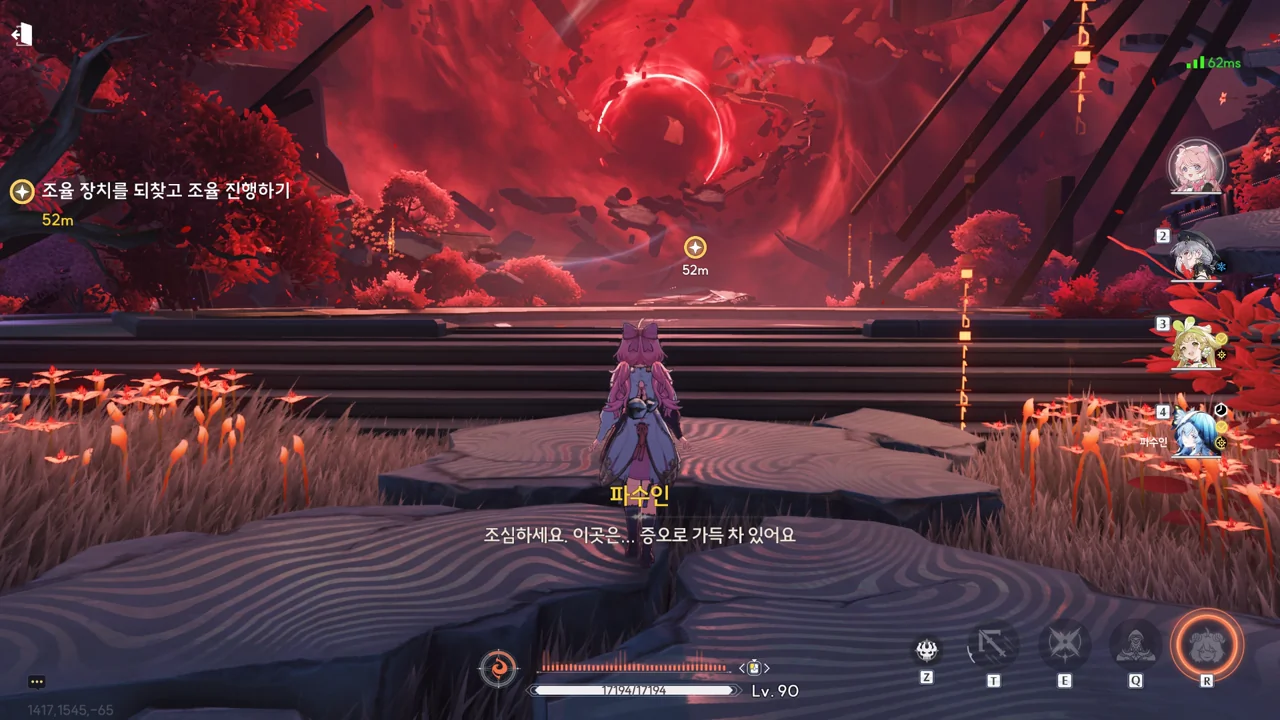 62ms
조율 장치를 되찾고 조율 진행하기
52m
52m
2
3
4
파수인
파수인
조심하세요. 이곳은... 증오로 가득 차 있어요
Z
T
E
Q
R
17194/17194
Lv. 90
1417,1545,-65